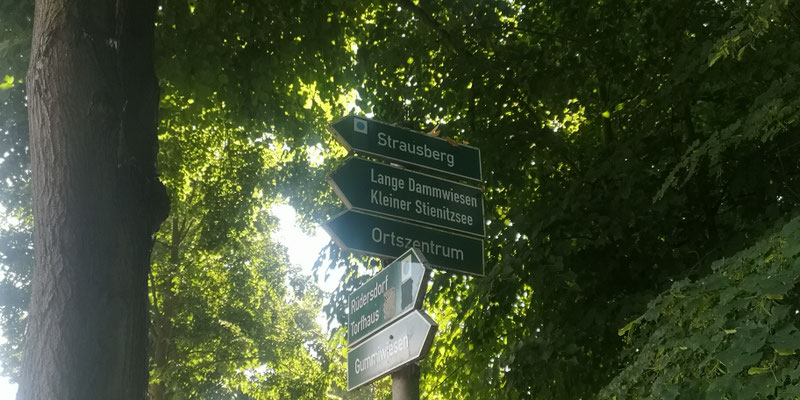 Strausberg
Lange Dammwiesen
Kleiner Stienitzsee
Ortszentrum
Rüdersdorf
Torfhaus
Gummiwiesen